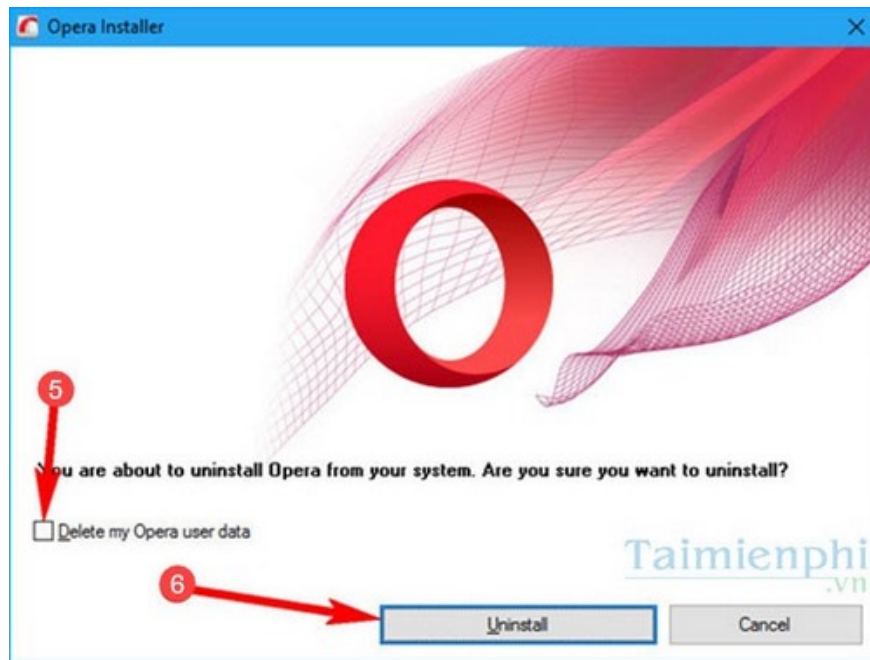 Opera Installer
5
You are about to uninstall Opera from your system. Are you sure you want to uninstall?
Delete my Opera user data
Taimienphi
.vn
6
Uninstall
Cancel